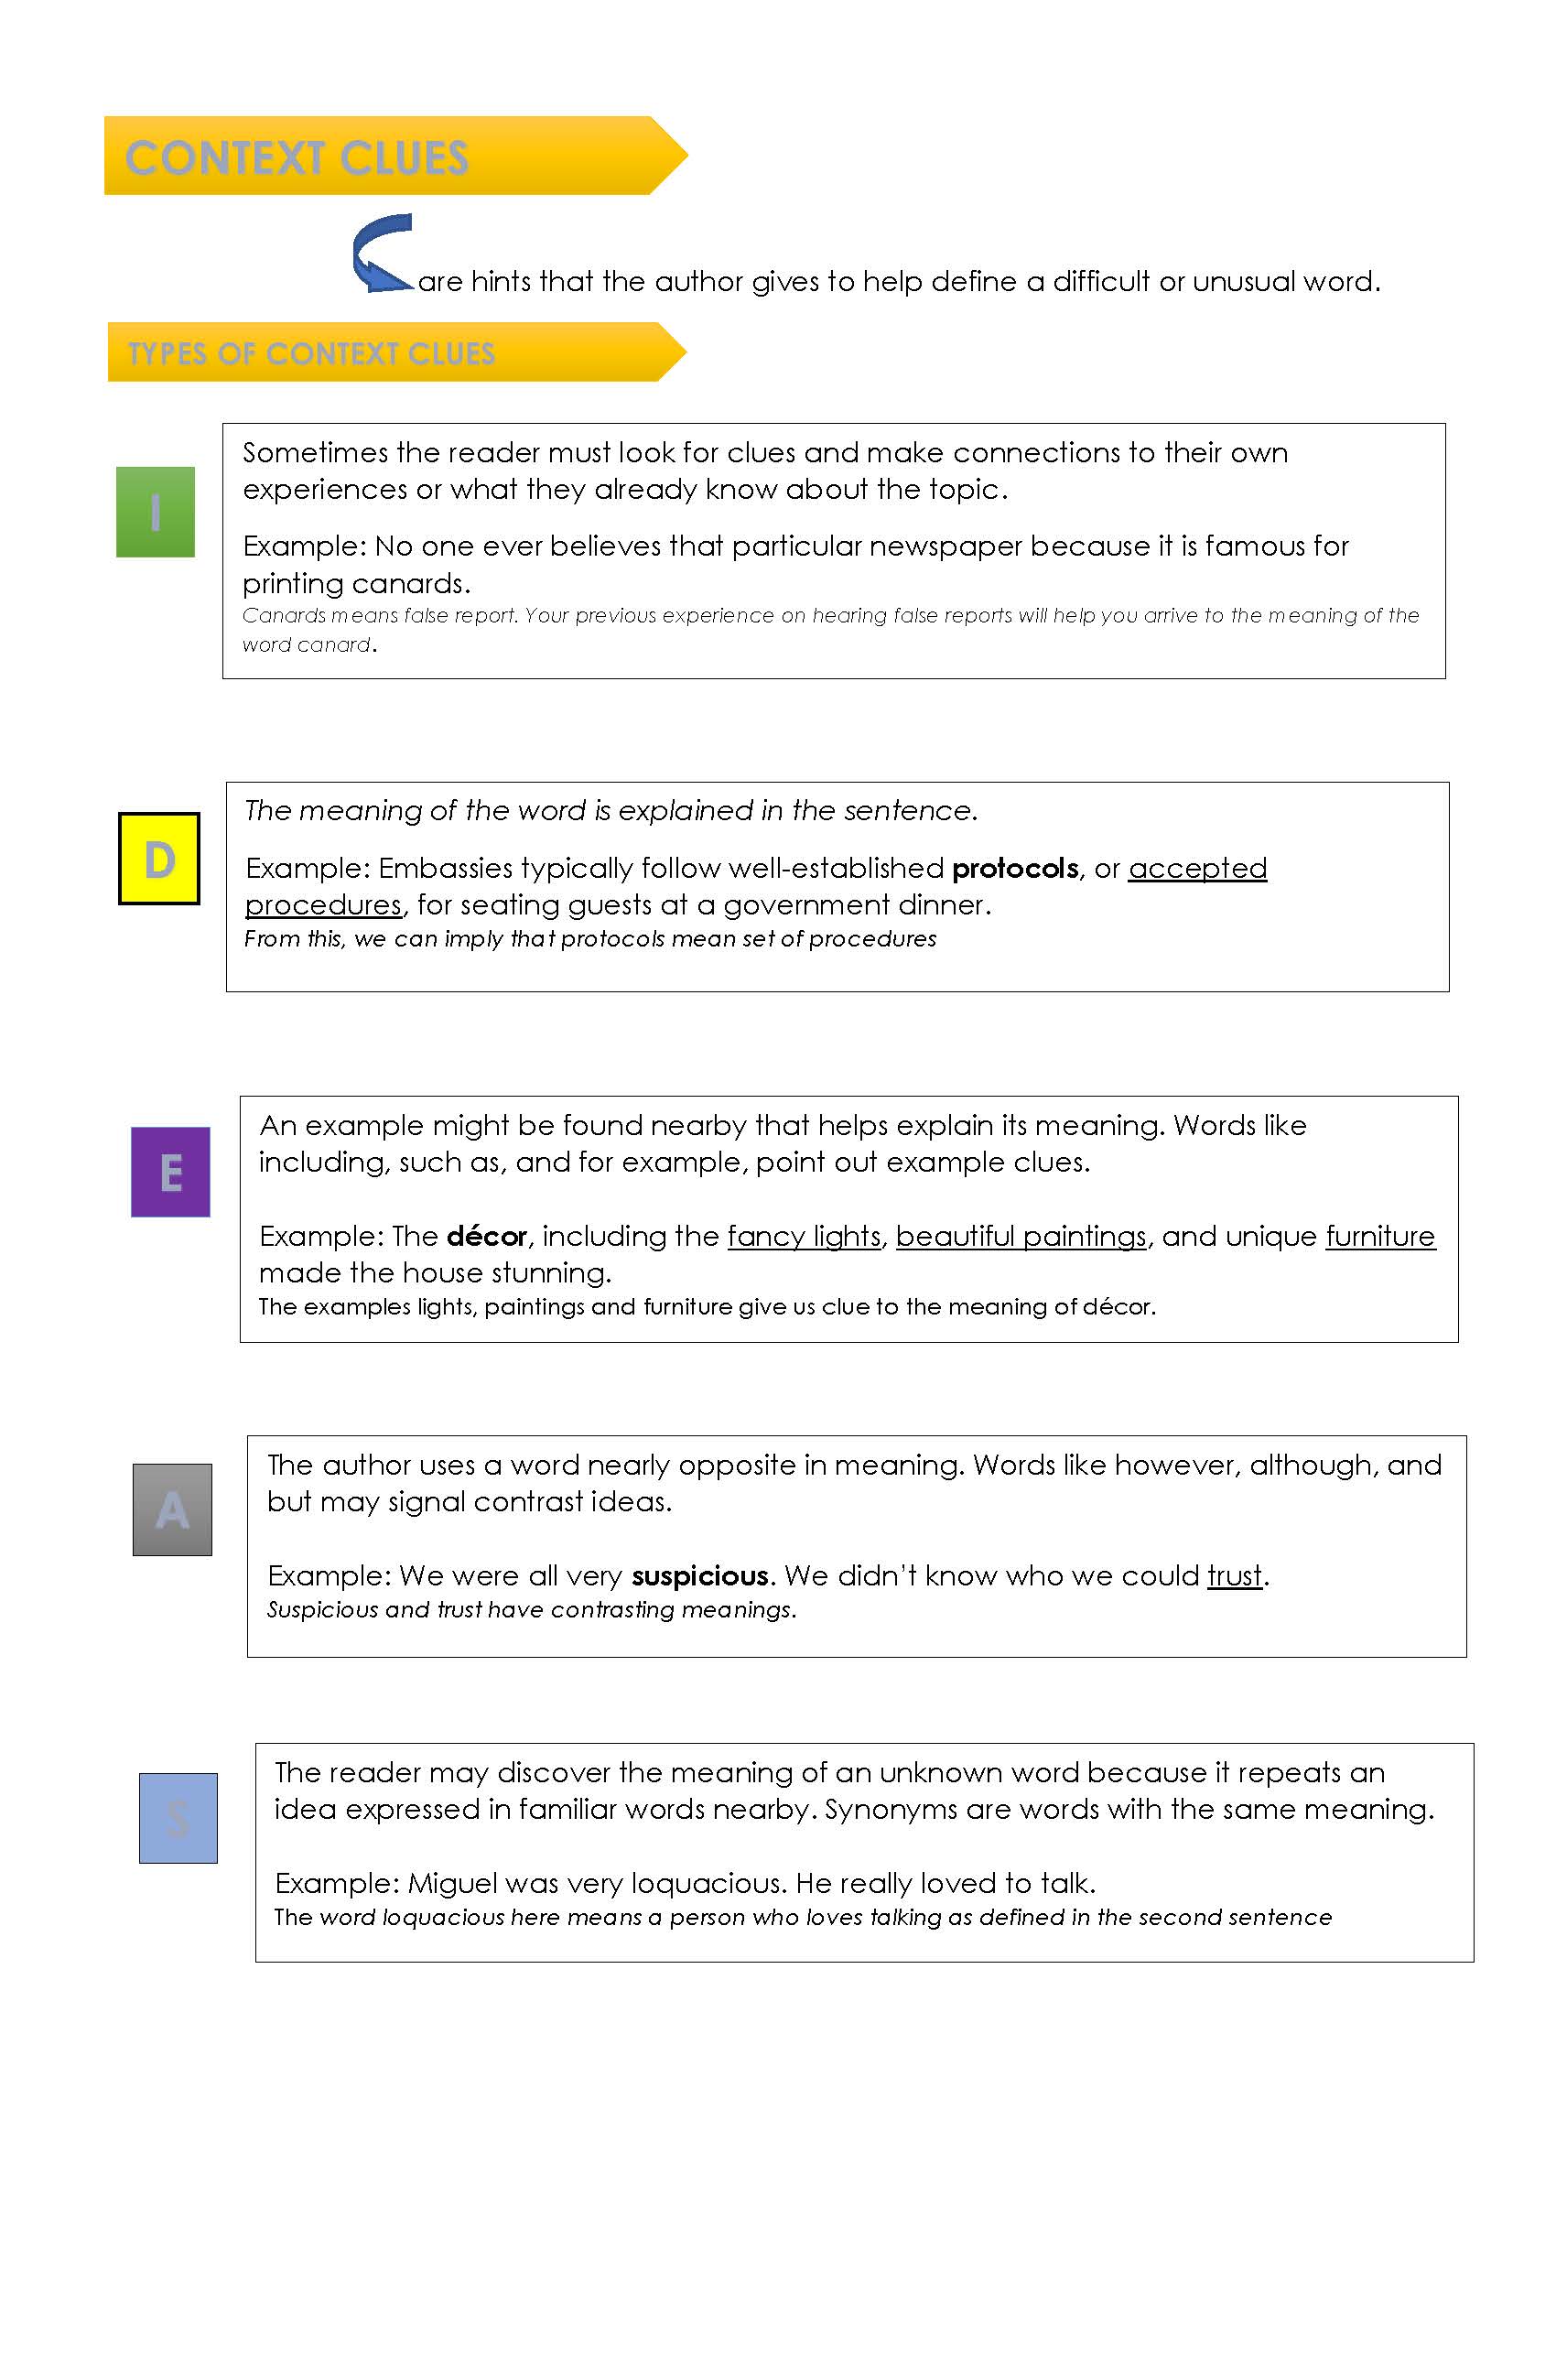 CONTEXT CLUES
are hints that the author gives to help define a difficult or unusual word.
TYPES OF CONTEXT CLUES
I
Sometimes the reader must look for clues and make connections to their own
experiences or what they already know about the topic.
Example: No one ever believes that particular newspaper because it is famous for
printing canards.
Canards means false report. Your previous experience on hearing false reports will help you arrive to the meaning of the
word canard.
D
The meaning of the word is explained in the sentence.
Example: Embassies typically follow well-established protocols, or accepted
procedures, for seating guests at a government dinner.
From this, we can imply that protocols mean set of procedures
E
An example might be found nearby that helps explain its meaning. Words like
including, such as, and for example, point out example clues.
Example: The décor, including the fancy lights, beautiful paintings, and unique furniture
made the house stunning.
The examples lights, paintings and furniture give us clue to the meaning of décor.
A
The author uses a word nearly opposite in meaning. Words like however, although, and
but may signal contrast ideas.
Example: We were all very suspicious. We didn't know who we could trust.
Suspicious and trust have contrasting meanings.
S
The reader may discover the meaning of an unknown word because it repeats an
idea expressed in familiar words nearby. Synonyms are words with the same meaning.
Example: Miguel was very loquacious. He really loved to talk.
The word loquacious here means a person who loves talking as defined in the second sentence